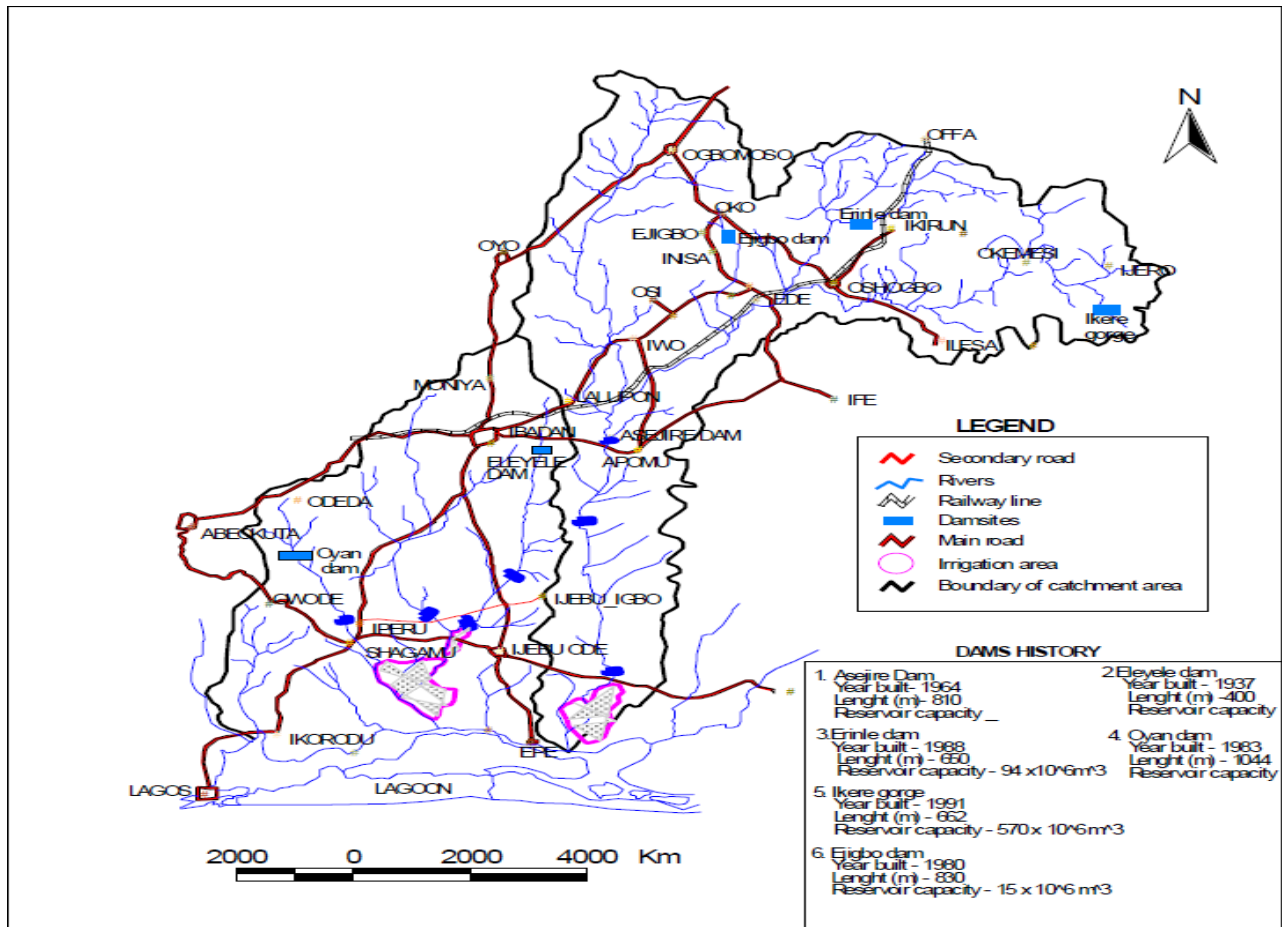 N
OFFA
OGBOMOSO
OKO
Erinle dam
EJIGBO
Ejigbo dam
IKIRUN
OYO
INISA
OKEMESI
IJERO
OSI
EDE
OSHOGBO
Ikere
gorge
IWO
ILESA
MONIYA
LALUPON
IFE
IBADAN
ASEJIRE DAM
ELEYELE
DAM
APOMU
ODEDA
ABEOKUTA
Oyan
dam
OWODE
IJEBU_IGBO
IPERU
SHAGAMU
IJEBU ODE
IKORODU
EPE
LAGOS
LAGOON
2000 0 2000 4000 Km
LEGEND
Secondary road
Rivers
Railway line
Damsites
Main road
Irrigation area
Boundary of catchment area
DAMS HISTORY
1. Asejire Dam
Year built- 1964
Lenght (m)- 810
Reservoir capacity _
2.Eleyele dam
Year built - 1937
Lenght (m) -400
Reservoir capacity
3.Erinle dam
Year built - 1988
Lenght (m) - 650
Reservoir capacity - 94 x10^6m^3
4. Oyan dam
Year built - 1983
Lenght (m) - 1044
Reservoir capacity
5. Ikere gorge
Year built - 1991
Lenght (m) - 662
Reservoir capacity - 570 x 10^6 m^3
6. Ejigbo dam
Year built - 1980
Lenght (m) - 830
Reservoir capacity - 15 x 10^6 m^3